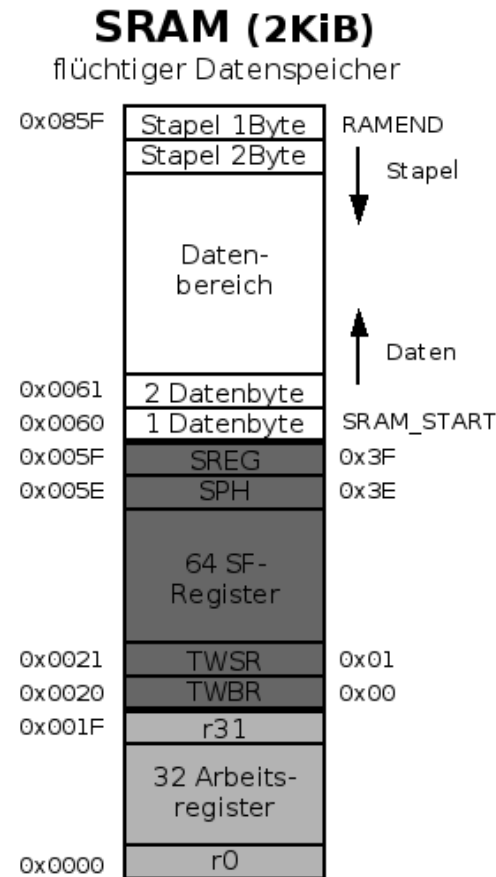 SRAM (2KiB)
flüchtiger Datenspeicher
0x085F Stapel 1Byte RAMEND
Stapel 2Byte
Stapel
Daten-
bereich
Daten
0x0061 2 Datenbyte
0x0060 1 Datenbyte SRAM_START
0x005F SREG 0x3F
0x005E SPH 0x3E
64 SF-
Register
0x0021 TWSR 0x01
0x0020 TWBR 0x00
0x001F r31
32 Arbeits-
register
0x0000 r0